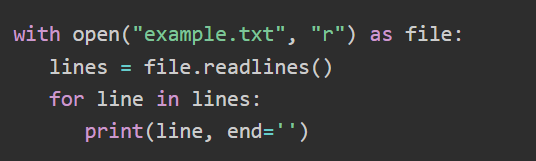 with open("example.txt", "r") as file:
   lines = file.readlines()
   for line in lines:
      print(line, end='')